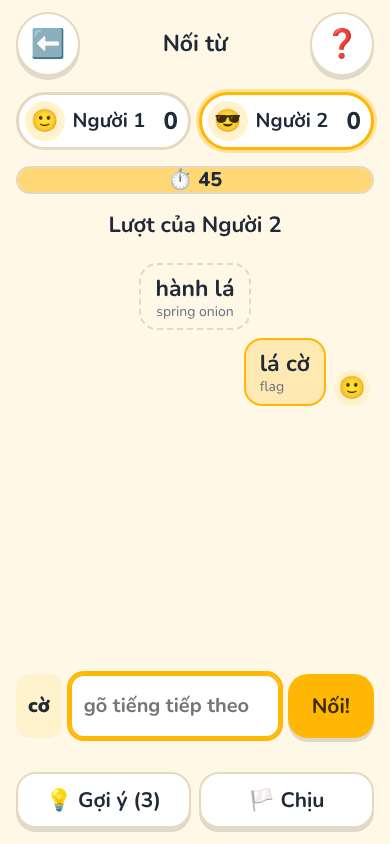 Nối từ
Người 1 0
Người 2 0
45
Lượt của Người 2
hành lá
spring onion
lá cờ
flag
cờ
gõ tiếng tiếp theo
Nối!
Gợi ý (3)
Chịu